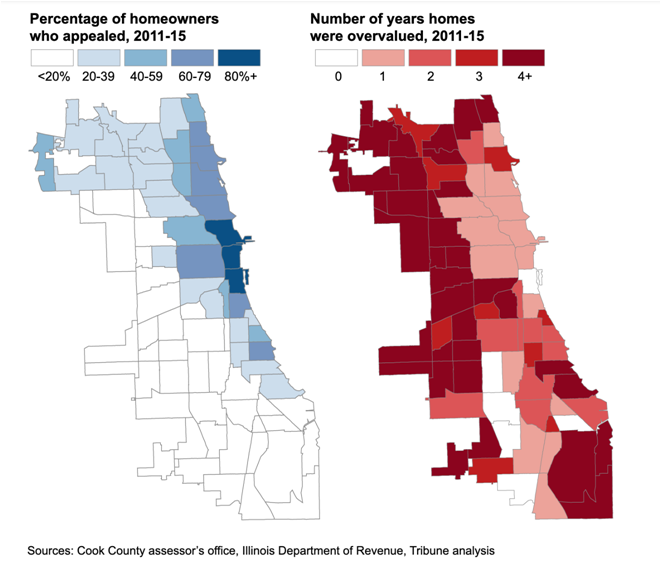 Percentage of homeowners
who appealed, 2011-15
<20% 20-39 40-59 60-79 80%+
Number of years homes
were overvalued, 2011-15
0 1 2 3 4+
Sources: Cook County assessor's office, Illinois Department of Revenue, Tribune analysis